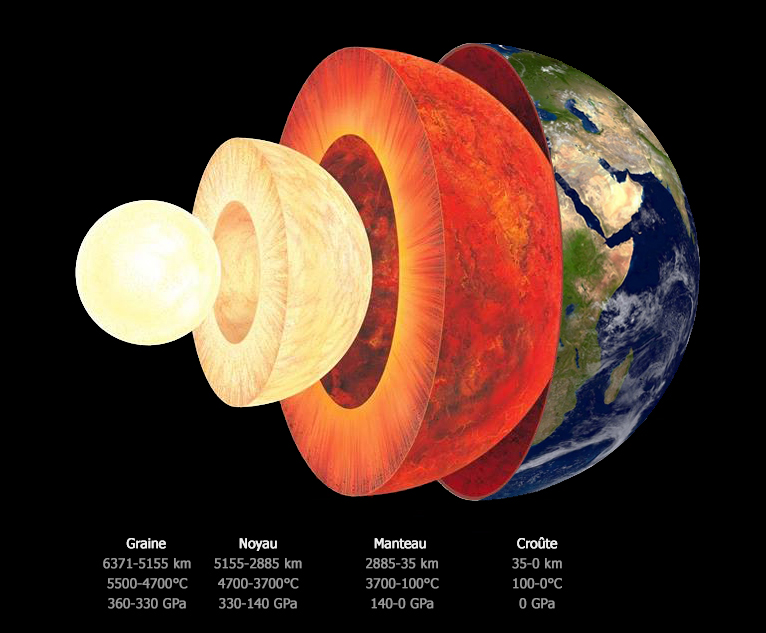 Graine Noyau Manteau Croûte
6371-5155 km 5155-2885 km 2885-35 km 35-0 km
5500-4700°C 4700-3700°C 3700-100°C 100-0°C
360-330 GPa 330-140 GPa 140-0 GPa 0 GPa